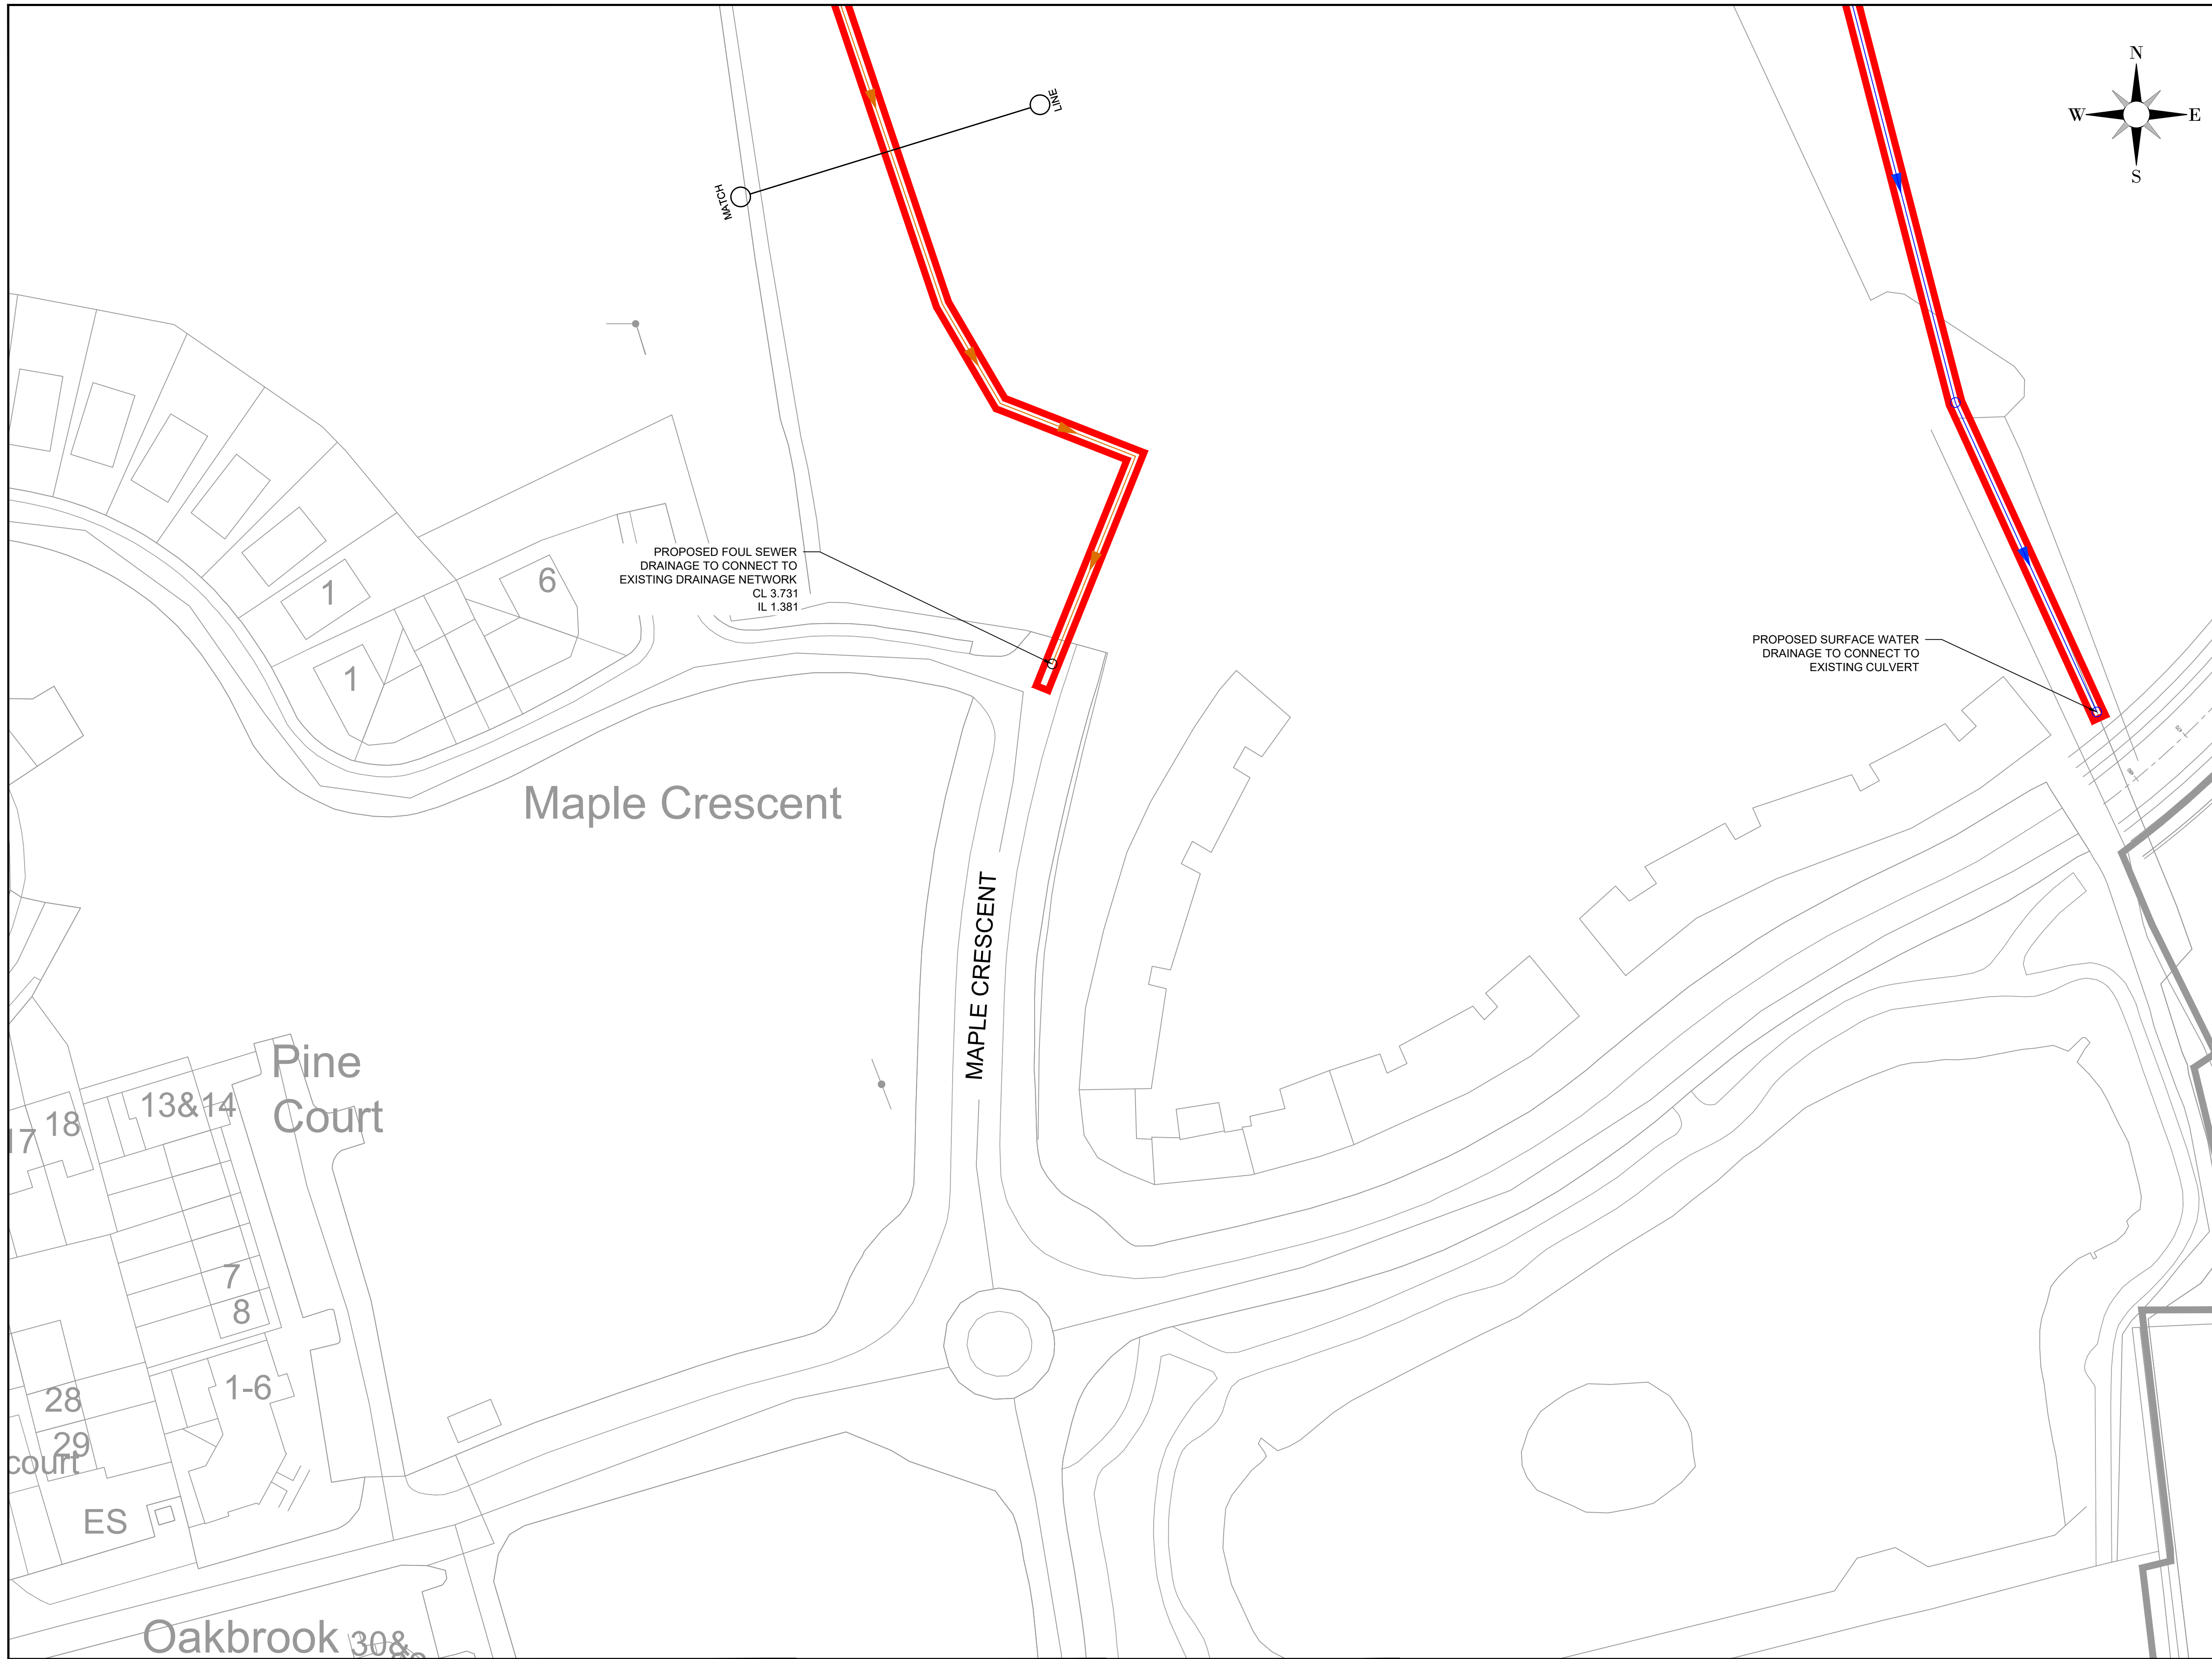 N
W
E
S
LINE
MATCH
PROPOSED FOUL SEWER
DRAINAGE TO CONNECT TO
EXISTING DRAINAGE NETWORK
CL 3.731
IL 1.381
6
1
1
PROPOSED SURFACE WATER
DRAINAGE TO CONNECT TO
EXISTING CULVERT
Maple Crescent
MAPLE CRESCENT
Pine
Court
13&14
18
17
7
8
1-6
28
29
court
ES
Oakbrook
30&